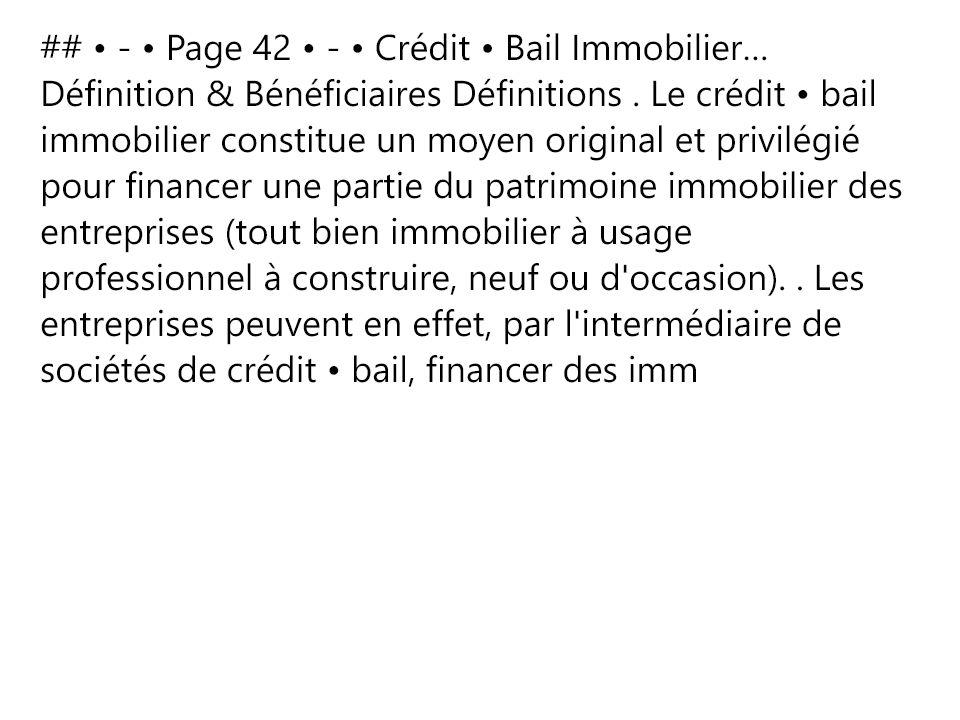 ## • - • Page 42 • - • Crédit • Bail Immobilier...
Définition & Bénéficiaires Définitions . Le crédit • bail
immobilier constitue un moyen original et privilégié
pour financer une partie du patrimoine immobilier des
entreprises (tout bien immobilier à usage
professionnel à construire, neuf ou d'occasion). . Les
entreprises peuvent en effet, par l'intermédiaire de
sociétés de crédit • bail, financer des imm